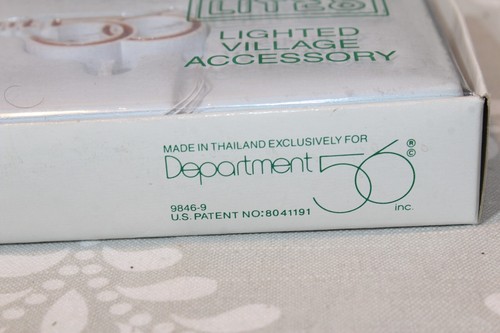 LIGHTED
VILLAGE
ACCESSORY
MADE IN THAILAND EXCLUSIVELY FOR
Department 56 ®
©
inc.
9846-9
U.S. PATENT NO:8041191